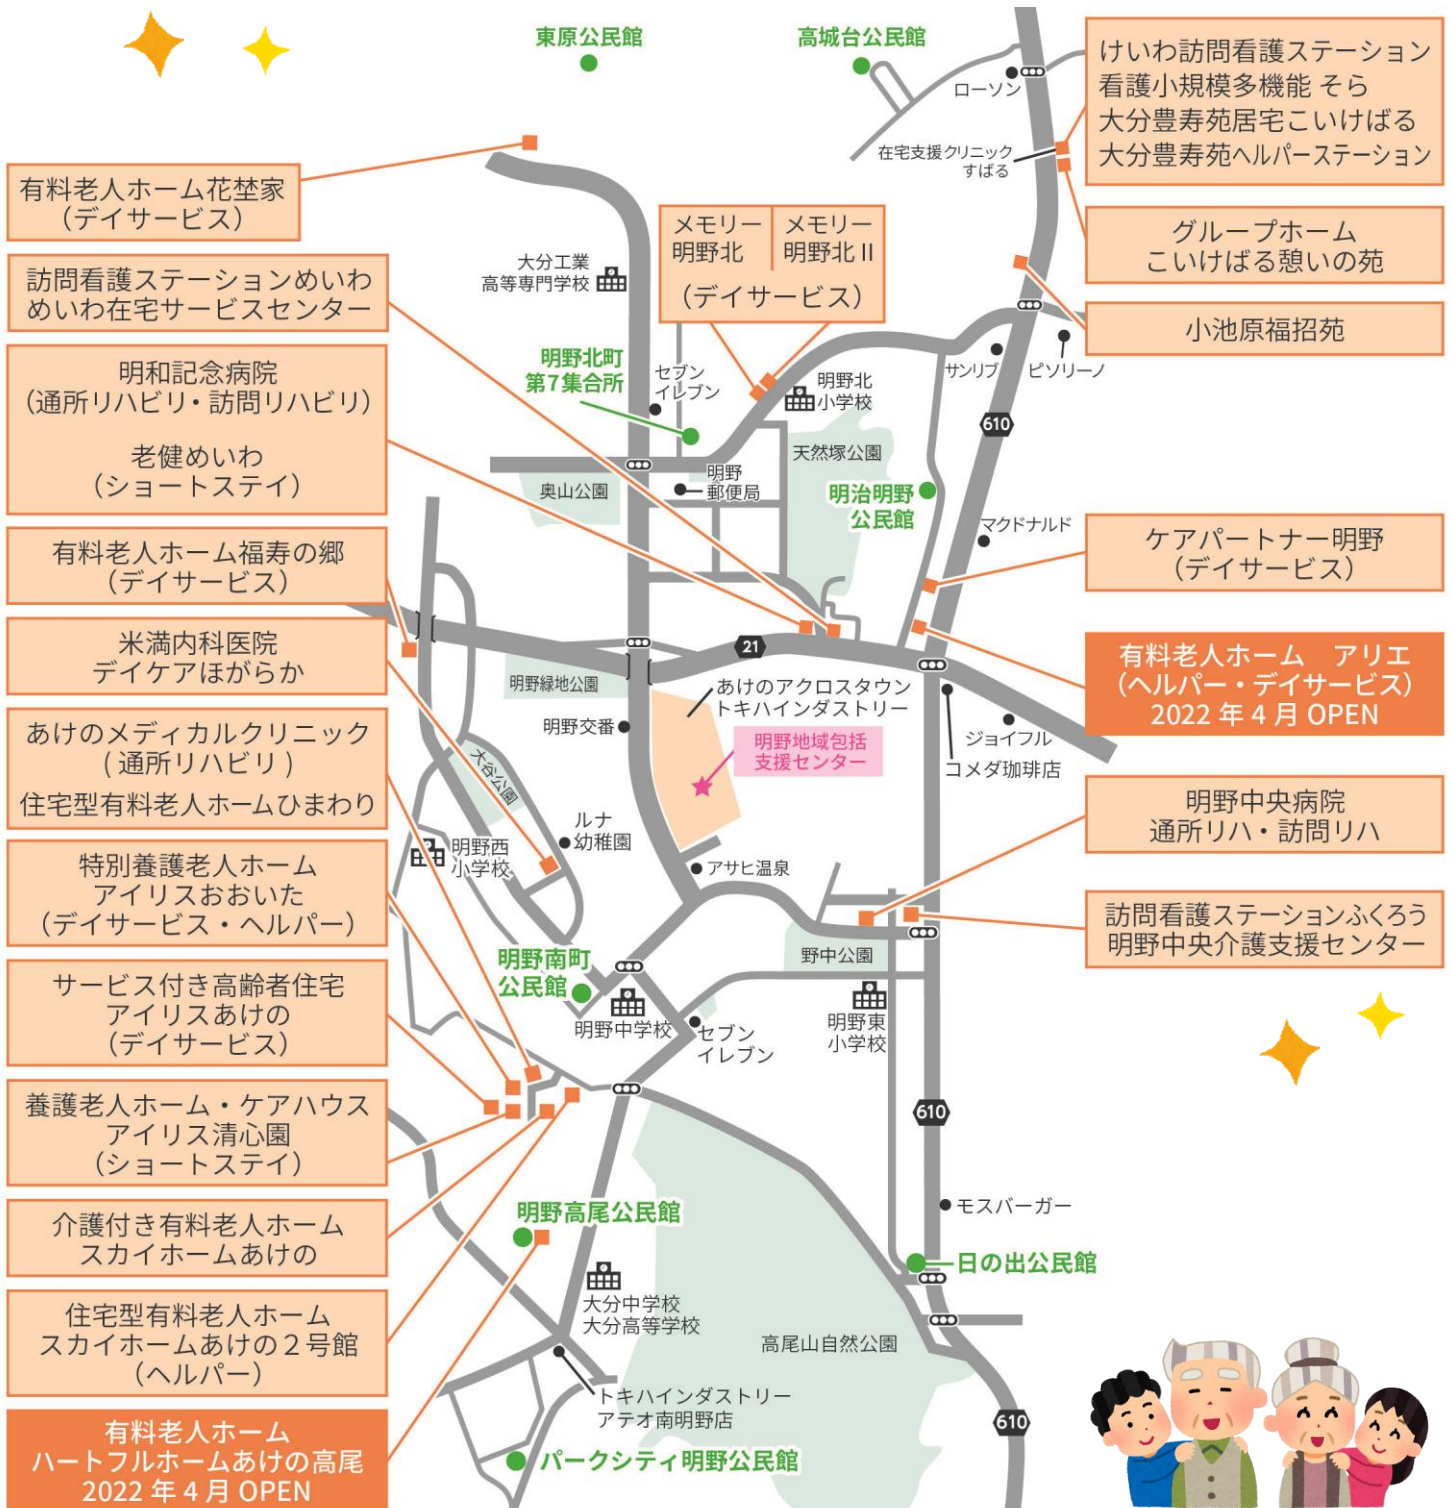 東原公民館
高城台公民館
ローソン
在宅支援クリニック
すばる
けいわ訪問看護ステーション
看護小規模多機能 そら
大分豊寿苑居宅こいけばる
大分豊寿苑ヘルパーステーション
グループホーム
こいけばる憩いの苑
小池原福招苑
有料老人ホーム花埜家
（デイサービス）
訪問看護ステーションめいわ
めいわ在宅サービスセンター
明和記念病院
（通所リハビリ・訪問リハビリ）
老健めいわ
（ショートステイ）
有料老人ホーム福寿の郷
（デイサービス）
米満内科医院
デイケアほがらか
あけのメディカルクリニック
( 通所リハビリ )
住宅型有料老人ホームひまわり
特別養護老人ホーム
アイリスおおいた
（デイサービス・ヘルパー）
サービス付き高齢者住宅
アイリスあけの
（デイサービス）
養護老人ホーム・ケアハウス
アイリス清心園
（ショートステイ）
介護付き有料老人ホーム
スカイホームあけの
住宅型有料老人ホーム
スカイホームあけの２号館
（ヘルパー）
有料老人ホーム
ハートフルホームあけの高尾
2022 年 4 月 OPEN
メモリー
明野北
メモリー
明野北 II
（デイサービス）
大分工業
高等専門学校
明野北町
第7集合所
セブン
イレブン
明野北
小学校
サンリブ
ピソリーノ
610
天然塚公園
奥山公園
明野
郵便局
明治明野
公民館
マクドナルド
ケアパートナー明野
（デイサービス）
有料老人ホーム　アリエ
（ヘルパー・デイサービス）
2022 年 4 月 OPEN
21
明野緑地公園
あけのアクロスタウン
トキハインダストリー
明野交番
明野地域包括
支援センター
ジョイフル
コメダ珈琲店
大谷公園
ルナ
幼稚園
明野西
小学校
アサヒ温泉
明野中央病院
通所リハ・訪問リハ
訪問看護ステーションふくろう
明野中央介護支援センター
野中公園
明野南町
公民館
明野中学校
セブン
イレブン
明野東
小学校
610
モスバーガー
日の出公民館
明野高尾公民館
大分中学校
大分高等学校
高尾山自然公園
トキハインダストリー
アテオ南明野店
610
パークシティ明野公民館